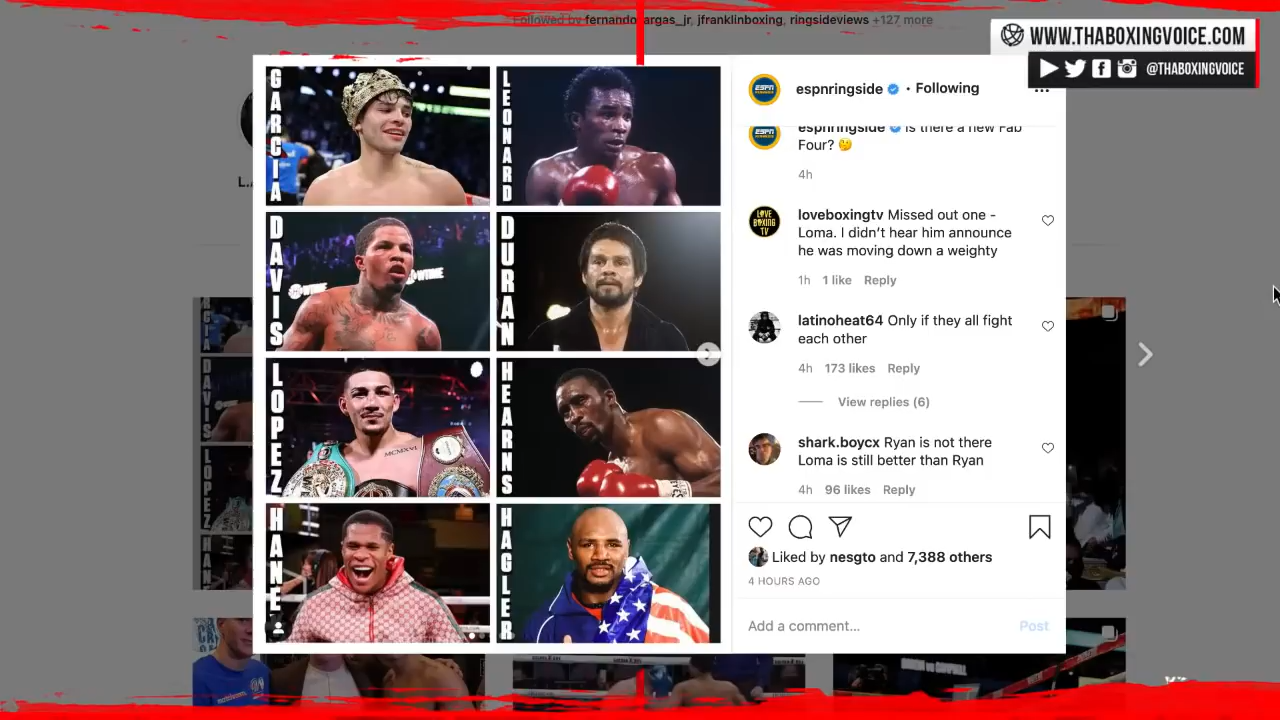 Followed by fernandovargas_jr, jfranklinboxing, ringsideviews +127 more
WWW.THABOXINGVOICE.COM
@THABOXINGVOICE
GARCIA
LEONARD
DAVIS
DURAN
LOPEZ
HEARNS
HANE
HAGLER
espnringside • Following
espnringside Is there a new Fab
Four? 🤔
4h
loveboxingtv Missed out one -
Loma. I didn't hear him announce
he was moving down a weighty
1h 1 like Reply
latinoheat64 Only if they all fight
each other
4h 173 likes Reply
View replies (6)
shark.boycx Ryan is not there
Loma is still better than Ryan
4h 96 likes Reply
Liked by nesgto and 7,388 others
4 HOURS AGO
Add a comment...
Post